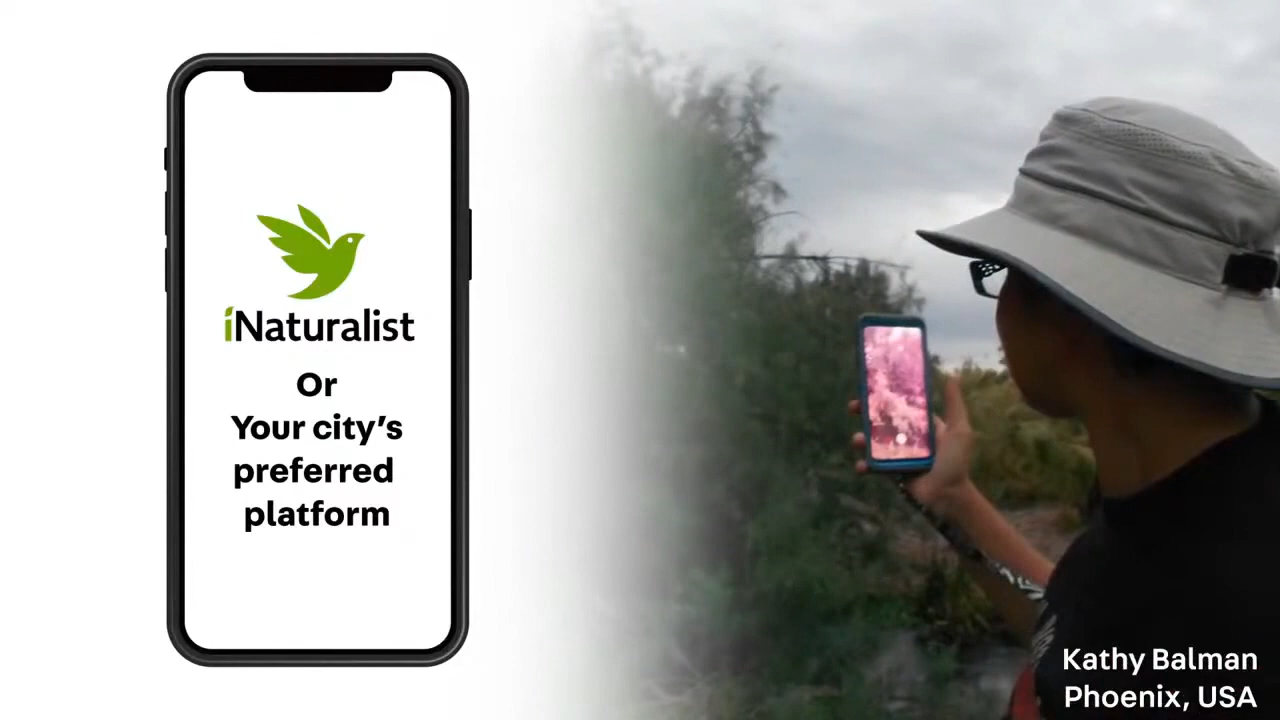 iNaturalist
Or
Your city’s
preferred
platform
Kathy Balman
Phoenix, USA